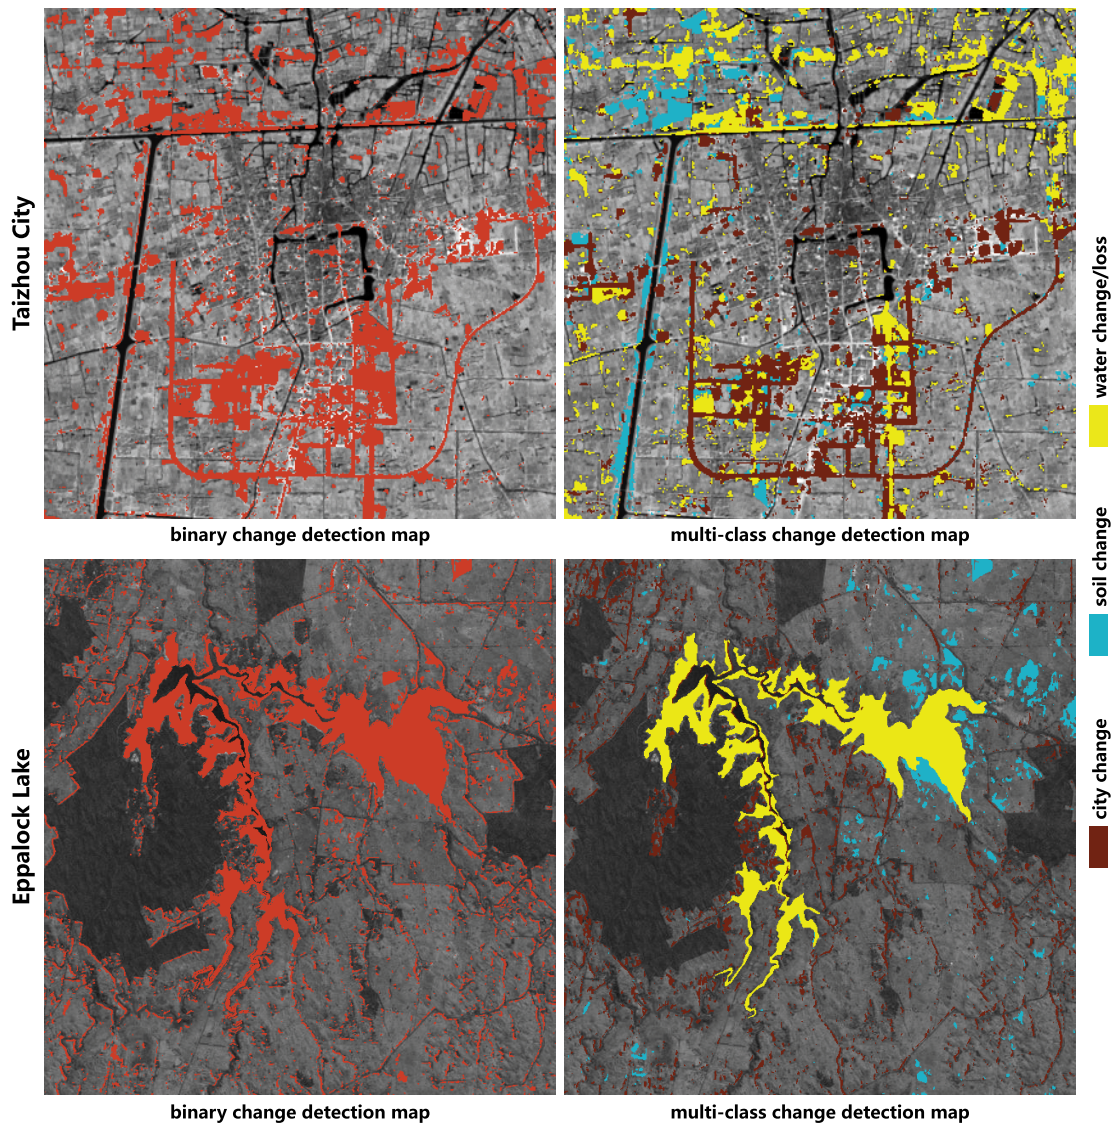 Taizhou City
binary change detection map
multi-class change detection map
water change/loss
soil change
city change
Eppalock Lake
binary change detection map
multi-class change detection map